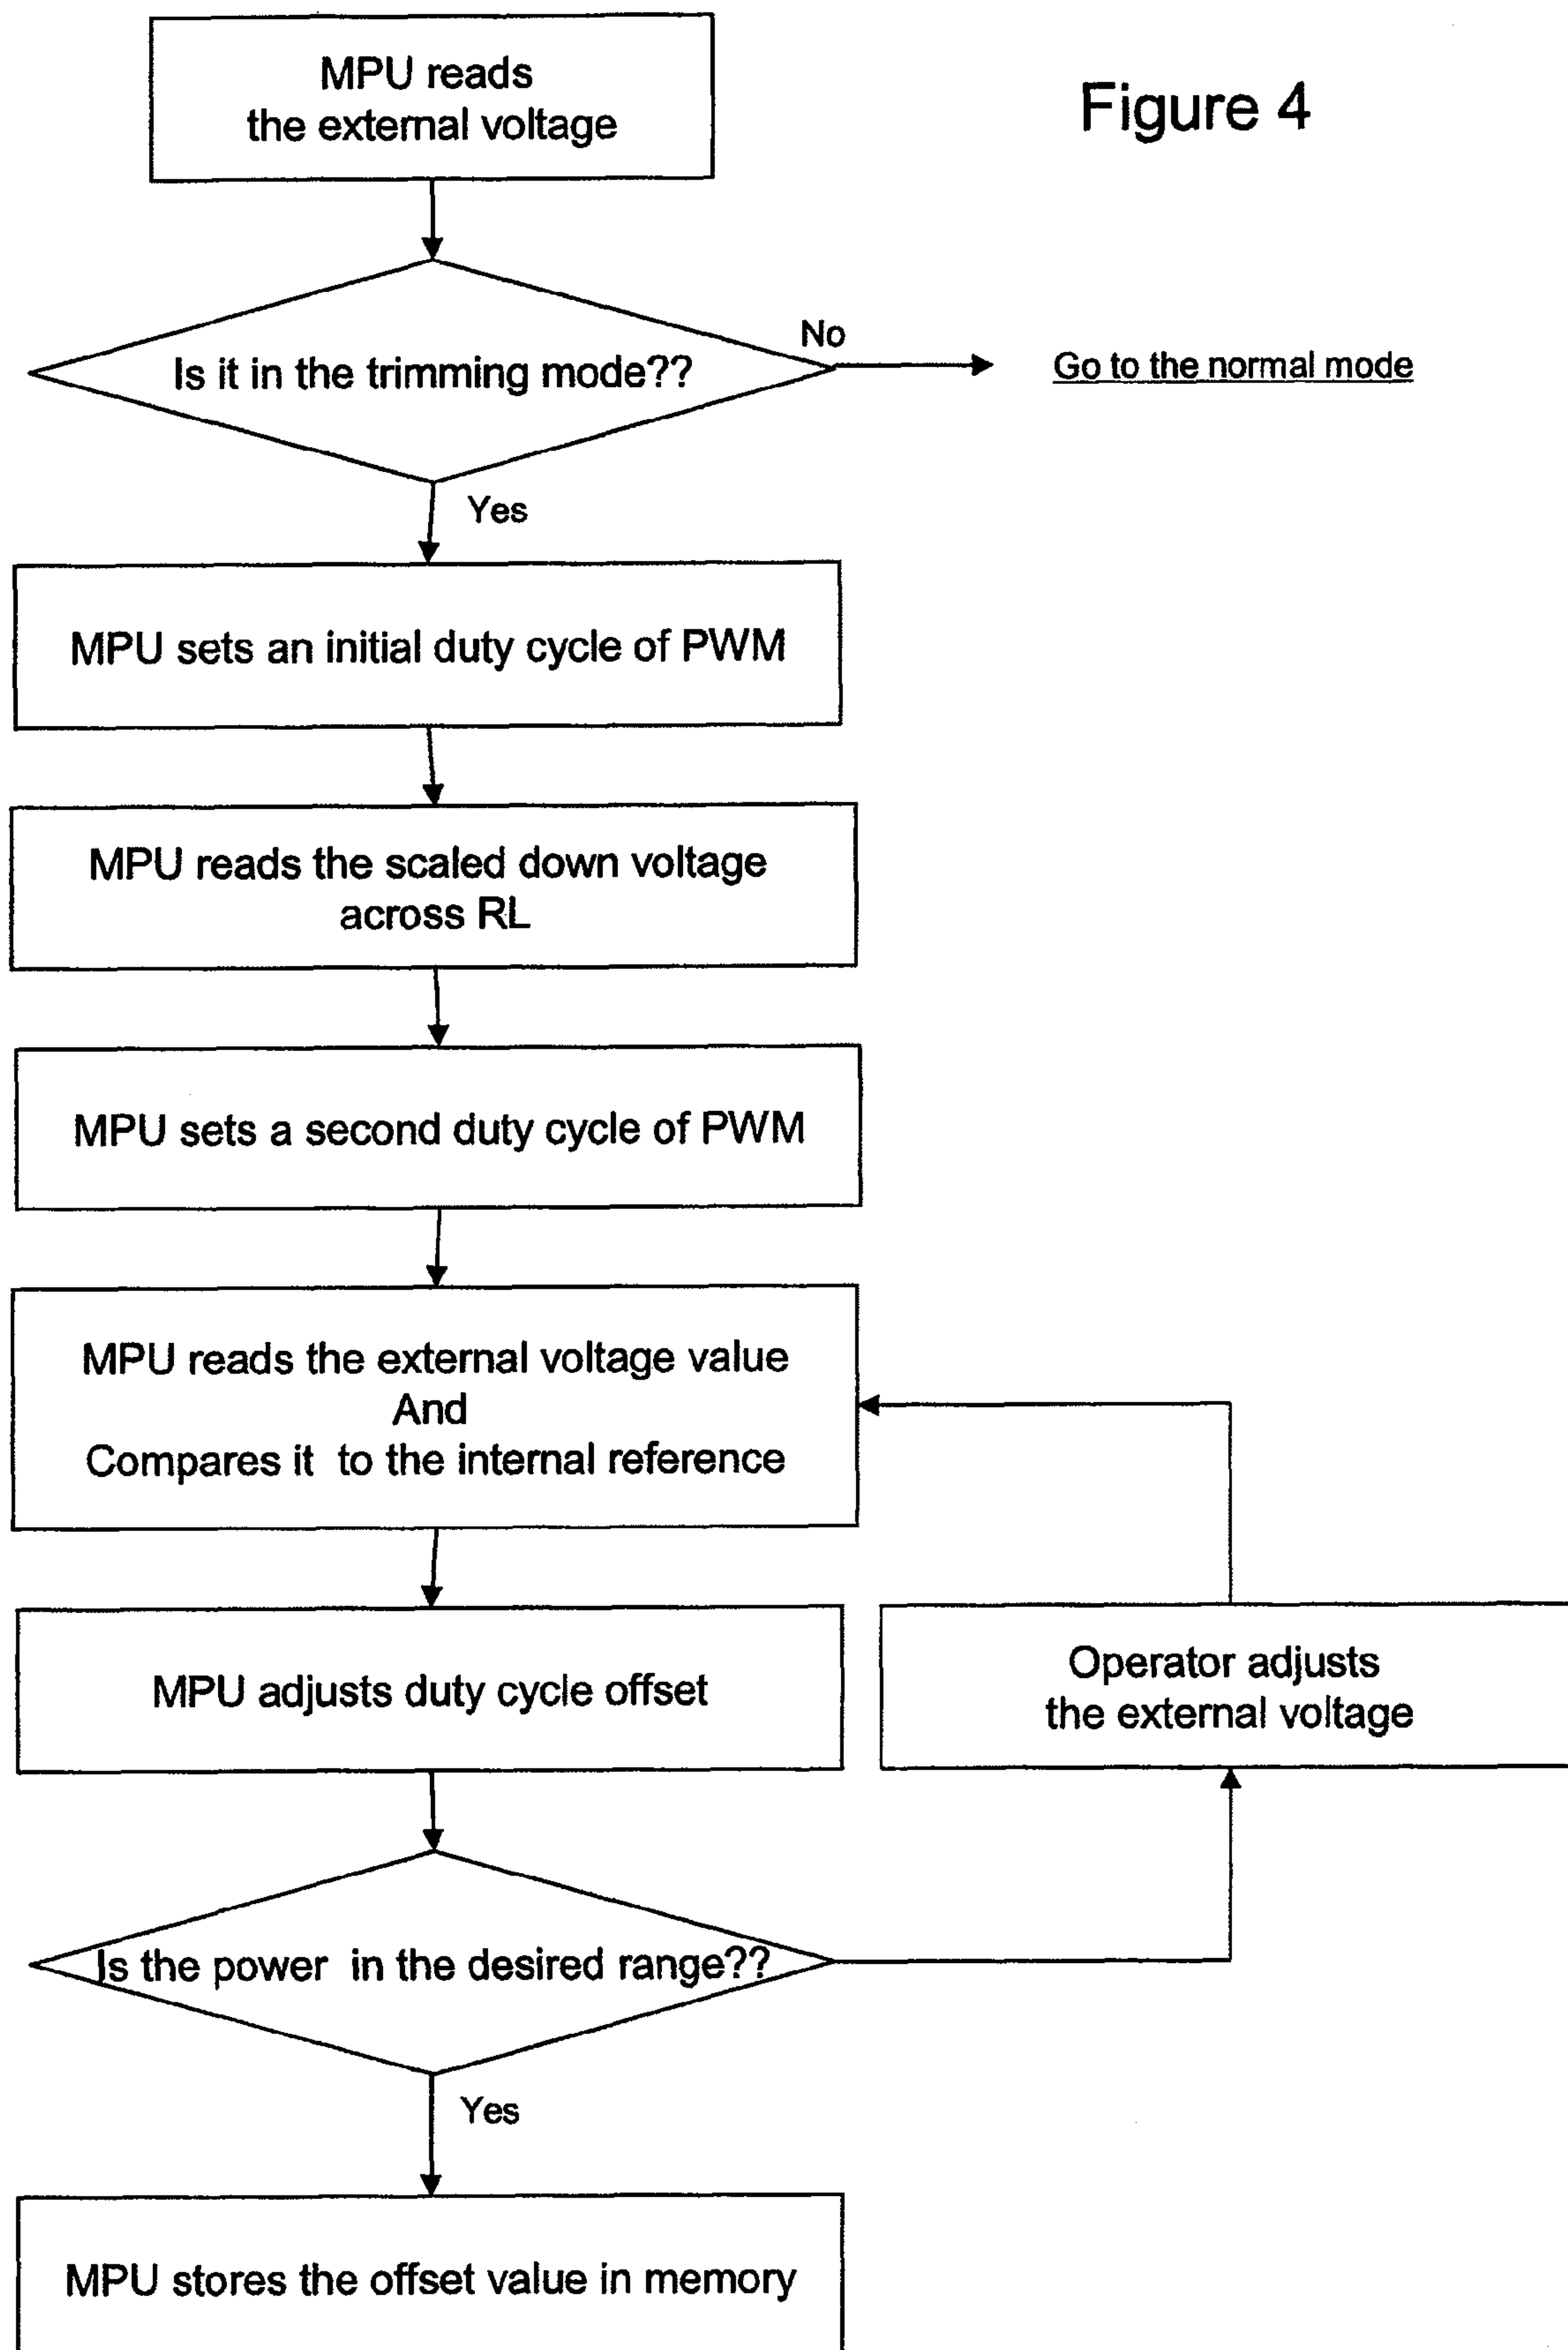 MPU reads
the external voltage
Figure 4
Is it in the trimming mode??
No
Go to the normal mode
Yes
MPU sets an initial duty cycle of PWM
MPU reads the scaled down voltage
across RL
MPU sets a second duty cycle of PWM
MPU reads the external voltage value
And
Compares it to the internal reference
MPU adjusts duty cycle offset
Operator adjusts
the external voltage
Is the power in the desired range??
Yes
MPU stores the offset value in memory